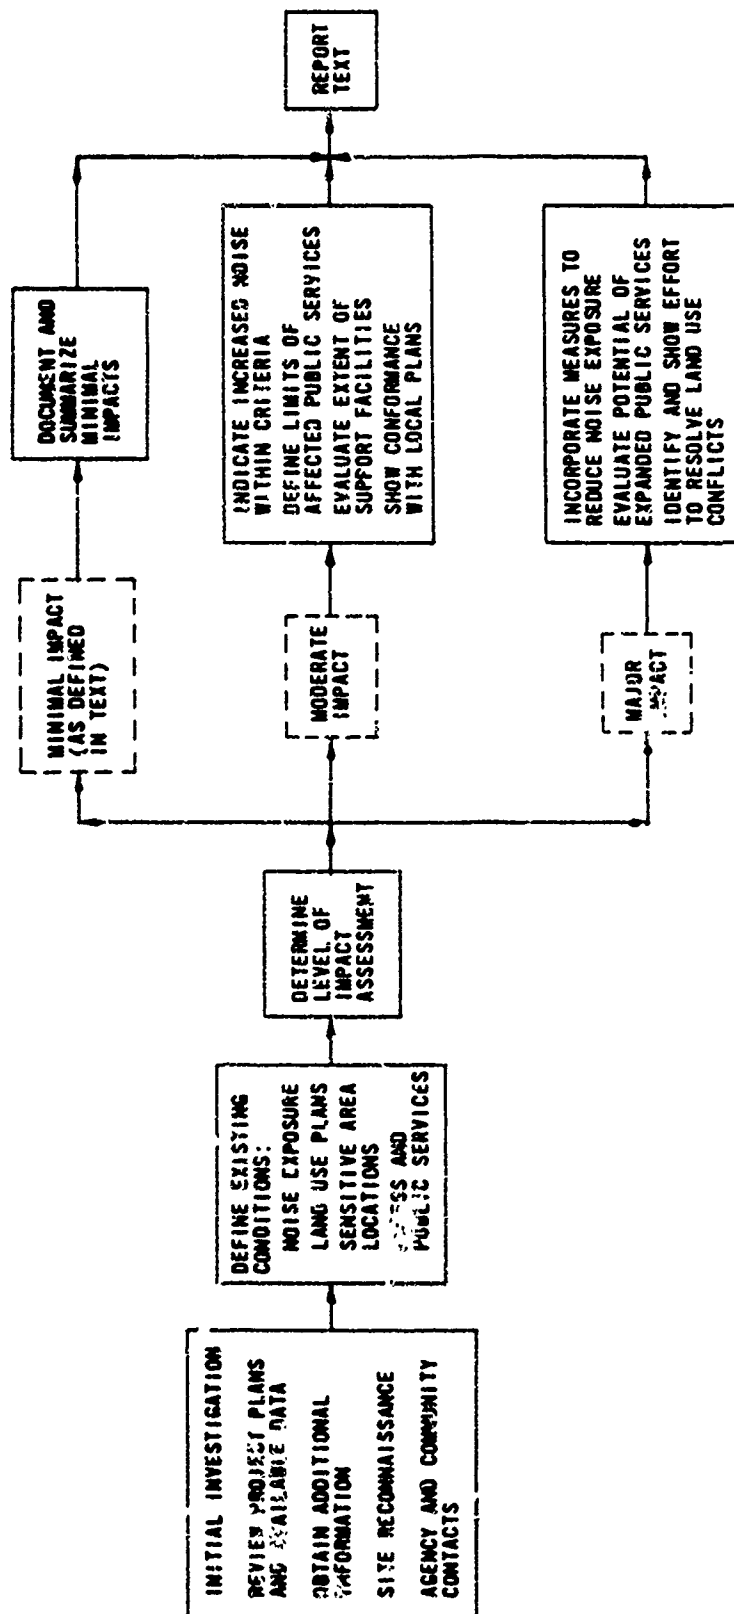 INITIAL INVESTIGATION
REVIEW PROJECT PLANS
AND AVAILABLE DATA
OBTAIN ADDITIONAL
INFORMATION
SITE RECONNAISSANCE
AGENCY AND COMMUNITY
CONTACTS
DEFINE EXISTING
CONDITIONS:
NOISE EXPOSURE
LAND USE PLANS
SENSITIVE AREA
LOCATIONS
AND
PUBLIC SERVICES
DETERMINE
LEVEL OF
IMPACT
ASSESSMENT
MINIMAL IMPACT
(AS DEFINED
IN TEXT)
MODERATE
IMPACT
MAJOR
IMPACT
DOCUMENT AND
SUMMARIZE
MINIMAL
IMPACTS
INDICATE INCREASED NOISE
WITHIN CRITERIA
DEFINE LIMITS OF
AFFECTED PUBLIC SERVICES
EVALUATE EXTENT OF
SUPPORT FACILITIES
SHOW CONFORMANCE
WITH LOCAL PLANS
INCORPORATE MEASURES TO
REDUCE NOISE EXPOSURE
EVALUATE POTENTIAL OF
EXPANDED PUBLIC SERVICES
IDENTIFY AND SHOW EFFORT
TO RESOLVE LAND USE
CONFLICTS
REPORT
TEXT